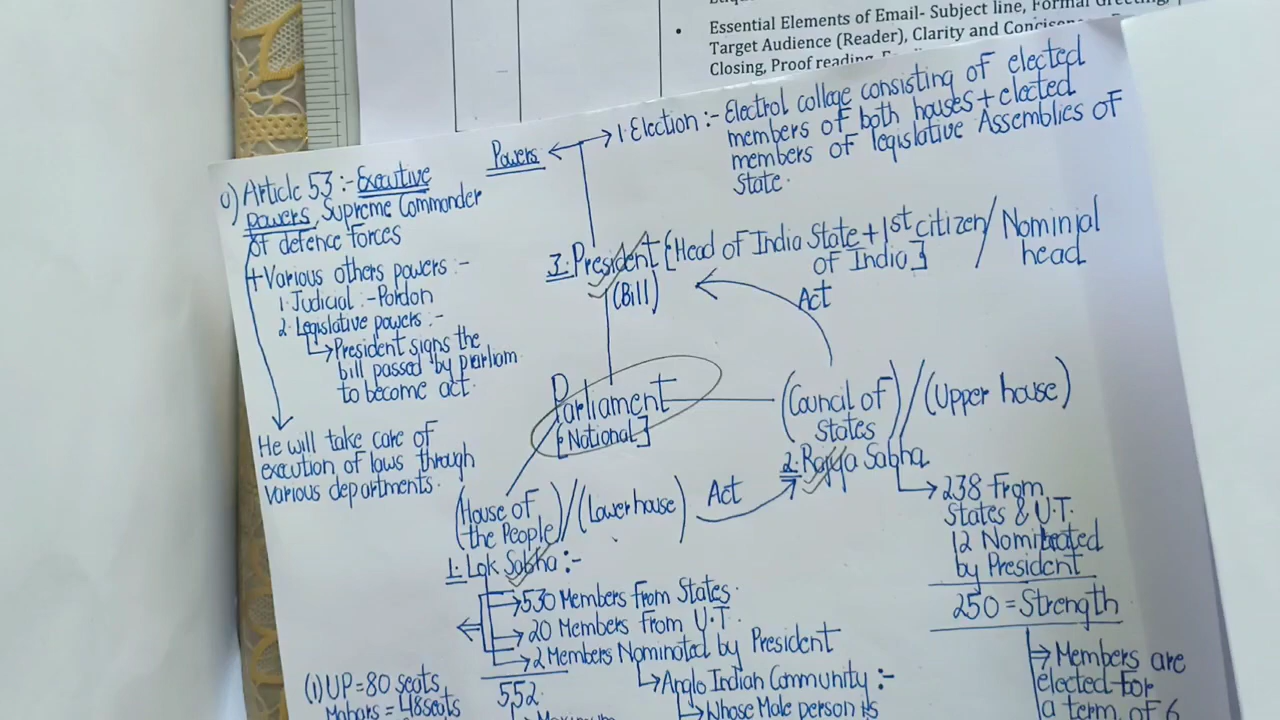 Essential Elements of Email- Subject line, Formal Greeting,
Target Audience (Reader), Clarity and
Closing, Proof reading,
Powers
1. Election :- Electrol college consisting of elected
members of both houses + elected
members of legislative Assemblies of
State.
0) Article 53 :- Executive
powers, Supreme Commander
of defence forces
+ Various others powers :-
1. Judicial :- Pordon
2. Legislative powers :-
President signs the
bill passed by
to become act.
He will take care of
execution of laws through
various departments.
3. President [Head of India State + 1st citizen / Nominial
of India] head
(Bill)
Act
Parliament
[National]
(Council of / (Upper house)
States)
2. Rajya Sabha
238 From
States & U.T.
12 Nominated
by President
250 = Strength
Members are
elected for
a term of 6
(House of / (Lower house) Act
the People)
1. Lok Sabha :-
530 Members From States.
20 Members From U.T.
2 Members Nominated by President
552.
Anglo Indian Community :-
Whose Male person is
(1) UP = 80 seats
= 48 seats